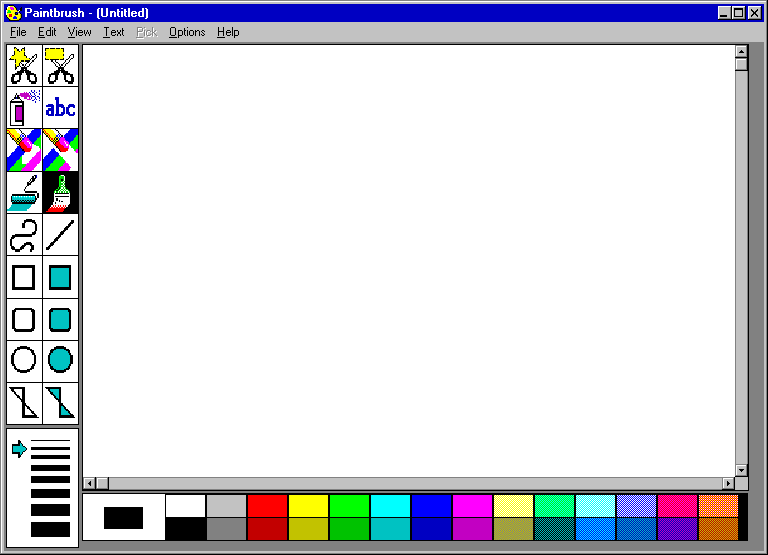 Paintbrush - (Untitled)
File Edit View Text Pick Options Help
abc